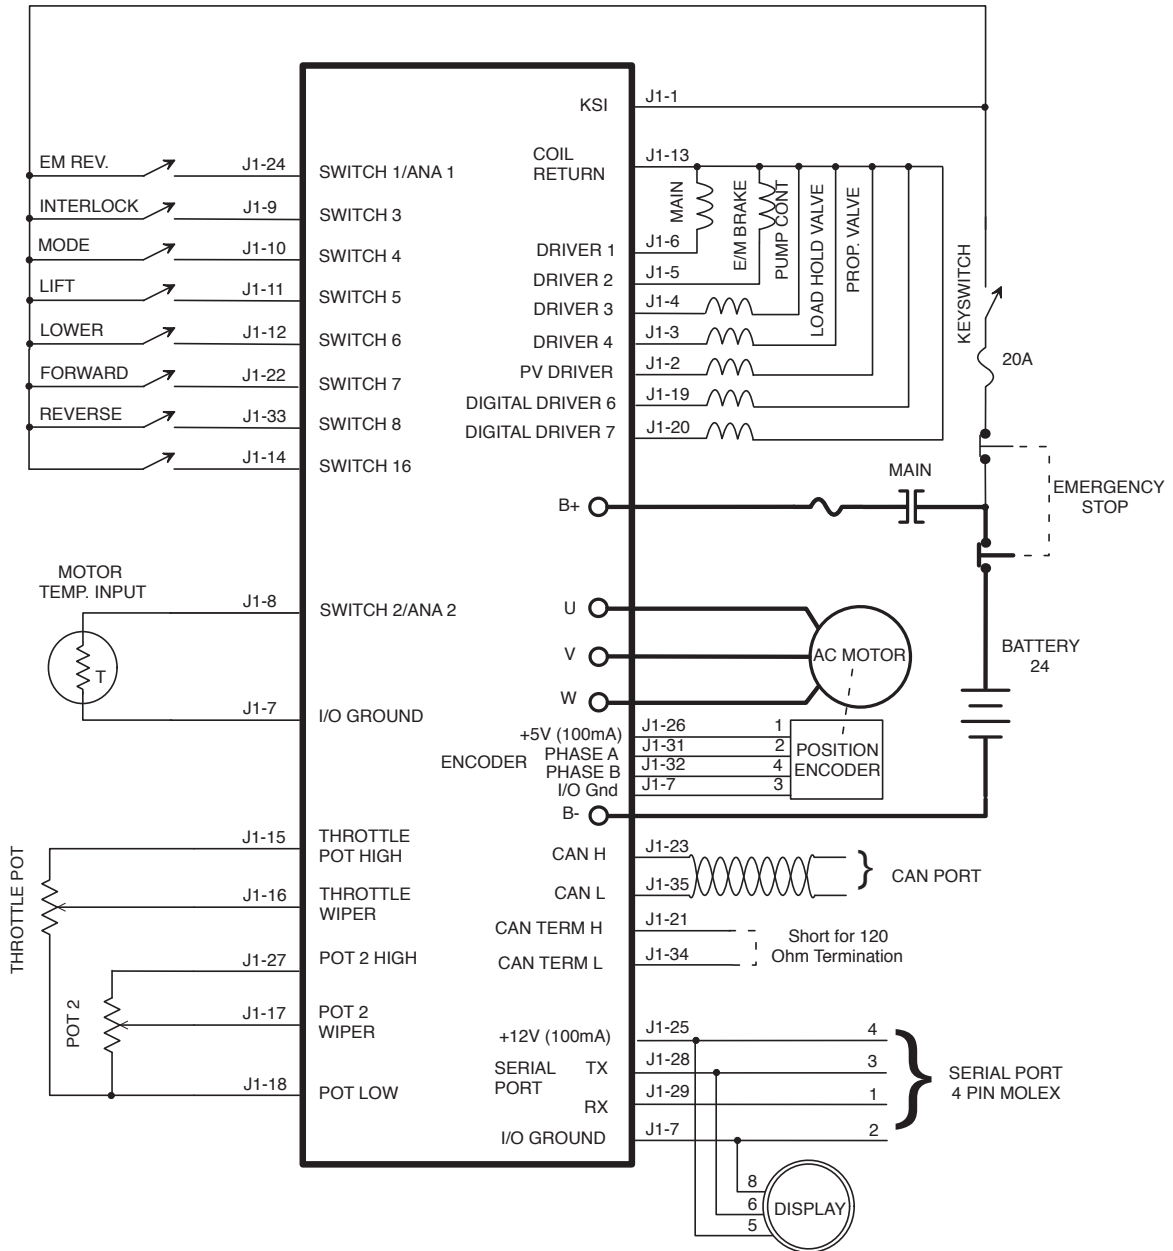 KSI
J1-1
COIL
RETURN
J1-13
EM REV.
J1-24
SWITCH 1/ANA 1
INTERLOCK
J1-9
SWITCH 3
MODE
J1-10
SWITCH 4
LIFT
J1-11
SWITCH 5
LOWER
J1-12
SWITCH 6
FORWARD
J1-22
SWITCH 7
REVERSE
J1-33
SWITCH 8
J1-14
SWITCH 16
MAIN
E/M BRAKE
PUMP CONT
LOAD HOLD VALVE
PROP. VALVE
DRIVER 1
J1-6
DRIVER 2
J1-5
DRIVER 3
J1-4
DRIVER 4
J1-3
PV DRIVER
J1-2
DIGITAL DRIVER 6
J1-19
DIGITAL DRIVER 7
J1-20
KEYSWITCH
20A
MAIN
EMERGENCY
STOP
B+
MOTOR
TEMP. INPUT
J1-8
SWITCH 2/ANA 2
T
J1-7
I/O GROUND
U
V
W
AC MOTOR
BATTERY
24
ENCODER
+5V (100mA)
J1-26
1
PHASE A
J1-31
2
PHASE B
J1-32
4
I/O Gnd
J1-7
3
POSITION
ENCODER
B-
THROTTLE POT
J1-15
THROTTLE
POT HIGH
J1-16
THROTTLE
WIPER
J1-27
POT 2 HIGH
POT 2
J1-17
POT 2
WIPER
J1-18
POT LOW
CAN H
J1-23
CAN L
J1-35
CAN PORT
CAN TERM H
J1-21
CAN TERM L
J1-34
Short for 120
Ohm Termination
+12V (100mA)
J1-25
4
SERIAL
PORT
TX
J1-28
3
RX
J1-29
1
I/O GROUND
J1-7
2
SERIAL PORT
4 PIN MOLEX
8
6
5
DISPLAY